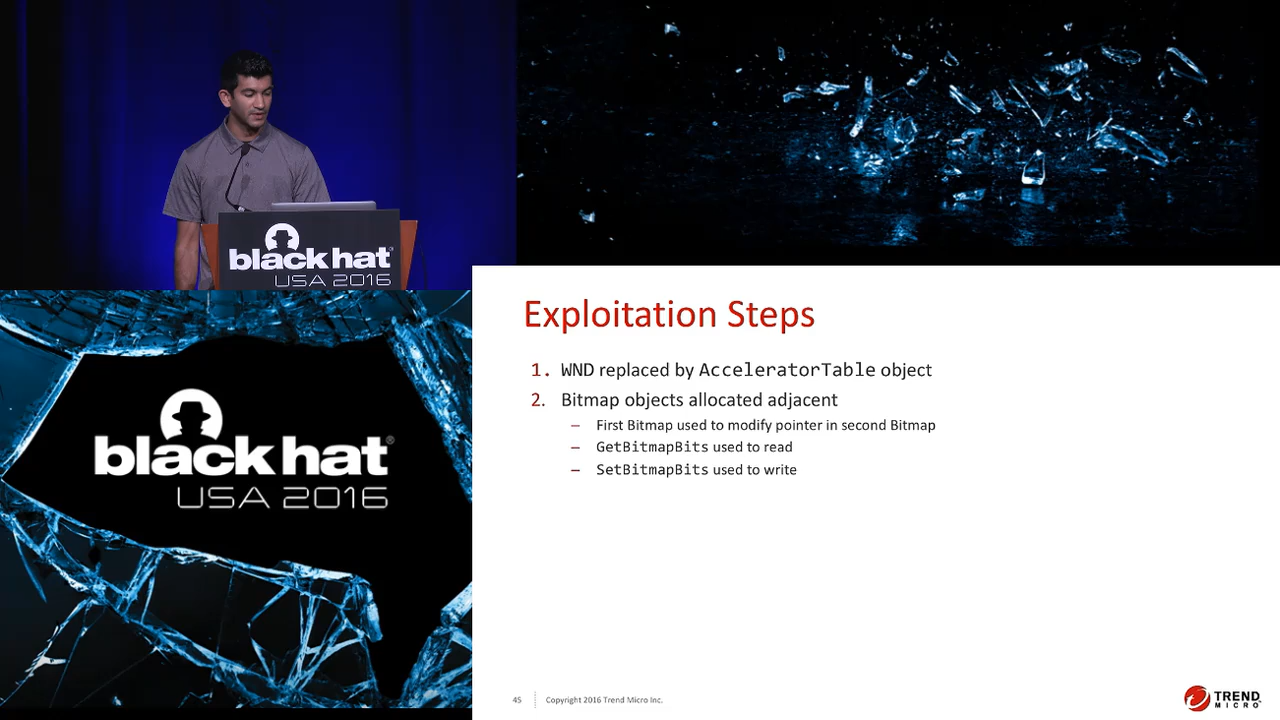 black hat®
USA 2016
black hat®
USA 2016
Exploitation Steps
1. WND replaced by AcceleratorTable object
2. Bitmap objects allocated adjacent
– First Bitmap used to modify pointer in second Bitmap
– GetBitmapBits used to read
– SetBitmapBits used to write
45
Copyright 2016 Trend Micro Inc.
TREND
MICRO